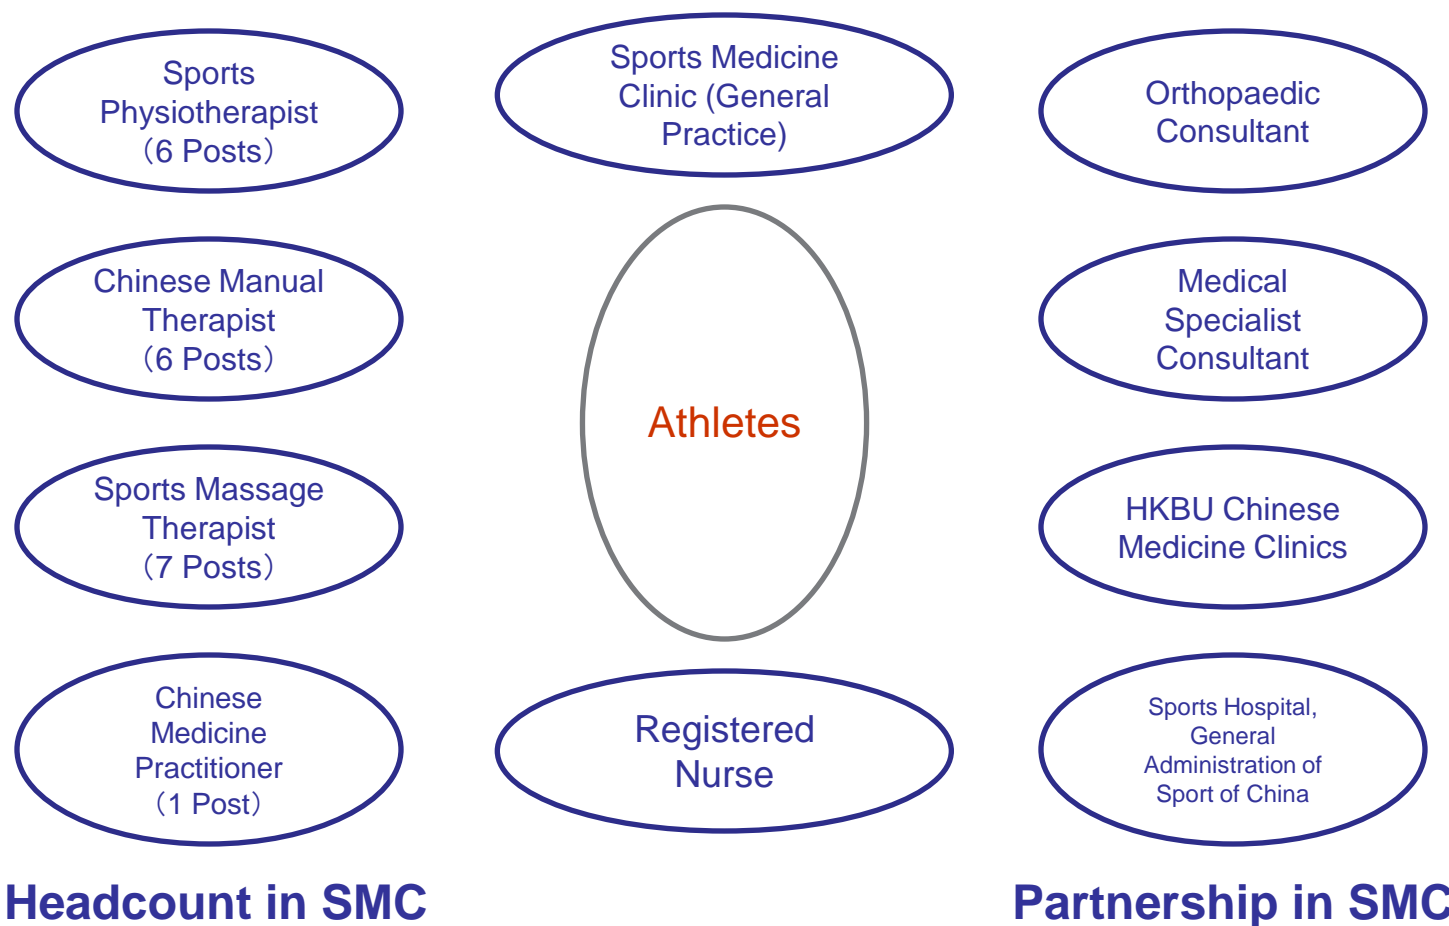 Sports
Physiotherapist
（6 Posts）
Chinese Manual
Therapist
（6 Posts）
Sports Massage
Therapist
（7 Posts）
Chinese
Medicine
Practitioner
（1 Post）
Headcount in SMC
Sports Medicine
Clinic (General
Practice)
Athletes
Registered
Nurse
Orthopaedic
Consultant
Medical
Specialist
Consultant
HKBU Chinese
Medicine Clinics
Sports Hospital,
General
Administration of
Sport of China
Partnership in SMC